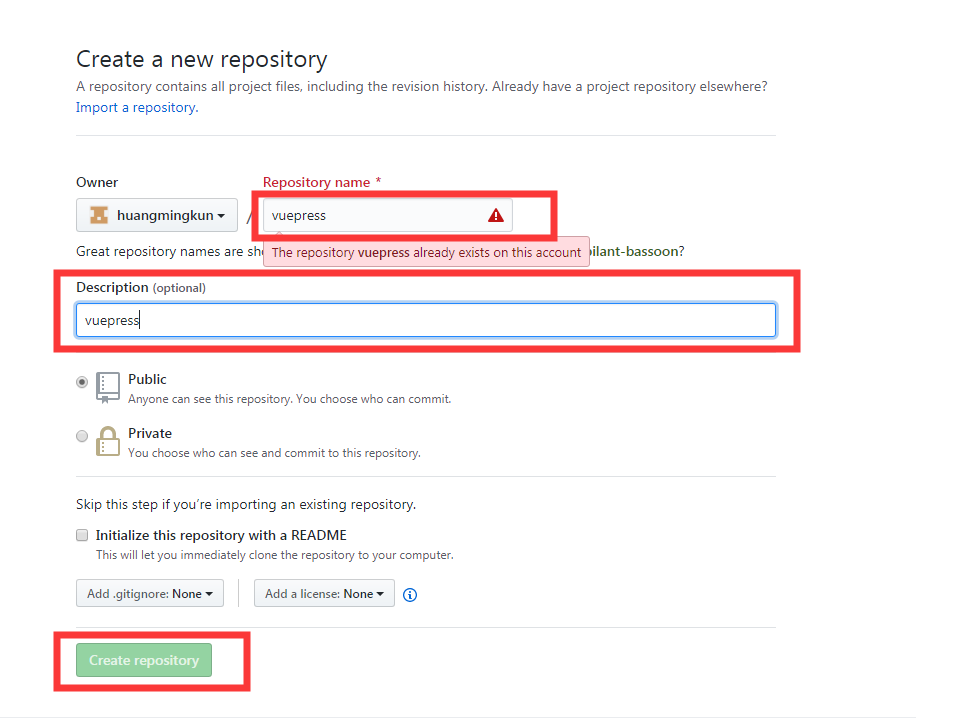 Create a new repository
A repository contains all project files, including the revision history. Already have a project repository elsewhere?
Import a repository.
Owner
Repository name *
huangmingkun
/
vuepress
Great repository names are sh
-bassoon?
The repository vuepress already exists on this account
Description (optional)
vuepress
Public
Anyone can see this repository. You choose who can commit.
Private
You choose who can see and commit to this repository.
Skip this step if you’re importing an existing repository.
Initialize this repository with a README
This will let you immediately clone the repository to your computer.
Add .gitignore: None
Add a license: None
Create repository